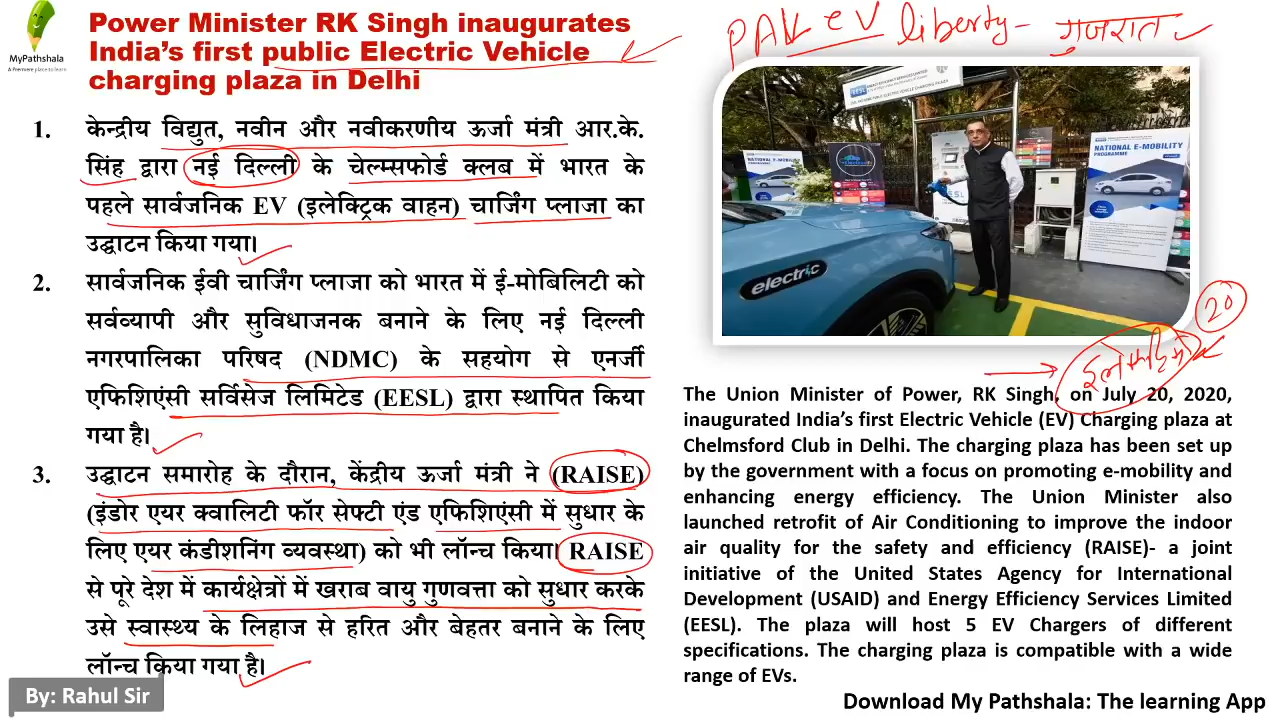 MyPathshala
A Premiere place to learn
Power Minister RK Singh inaugurates
India's first public Electric Vehicle
charging plaza in Delhi
1. केन्द्रीय विद्युत, नवीन और नवीकरणीय ऊर्जा मंत्री आर.के.
सिंह द्वारा नई दिल्ली के चेल्म्सफोर्ड क्लब में भारत के
पहले सार्वजनिक EV (इलेक्ट्रिक वाहन) चार्जिंग प्लाजा का
उद्घाटन किया गया।
2. सार्वजनिक ईवी चार्जिंग प्लाजा को भारत में ई-मोबिलिटी को
सर्वव्यापी और सुविधाजनक बनाने के लिए नई दिल्ली
नगरपालिका परिषद (NDMC) के सहयोग से एनर्जी
एफिशिएंसी सर्विसेज लिमिटेड (EESL) द्वारा स्थापित किया
गया है।
3. उद्घाटन समारोह के दौरान, केंद्रीय ऊर्जा मंत्री ने (RAISE)
(इंडोर एयर क्वालिटी फॉर सेफ्टी एंड एफिशिएंसी में सुधार के
लिए एयर कंडीशनिंग व्यवस्था) को भी लॉन्च किया। RAISE
से पूरे देश में कार्यक्षेत्रों में खराब वायु गुणवत्ता को सुधार करके
उसे स्वास्थ्य के लिहाज से हरित और बेहतर बनाने के लिए
लॉन्च किया गया है।
By: Rahul Sir
PAK EV liberty - गुजरात
EESL
NATIONAL E-MOBILITY
PROGRAMME
EESL
NATIONAL E-MOBILITY
PROGRAMME
electric
20
The Union Minister of Power, RK Singh, on July 20, 2020,
inaugurated India's first Electric Vehicle (EV) Charging plaza at
Chelmsford Club in Delhi. The charging plaza has been set up
by the government with a focus on promoting e-mobility and
enhancing energy efficiency. The Union Minister also
launched retrofit of Air Conditioning to improve the indoor
air quality for the safety and efficiency (RAISE)- a joint
initiative of the United States Agency for International
Development (USAID) and Energy Efficiency Services Limited
(EESL). The plaza will host 5 EV Chargers of different
specifications. The charging plaza is compatible with a wide
range of EVs.
Download My Pathshala: The learning App